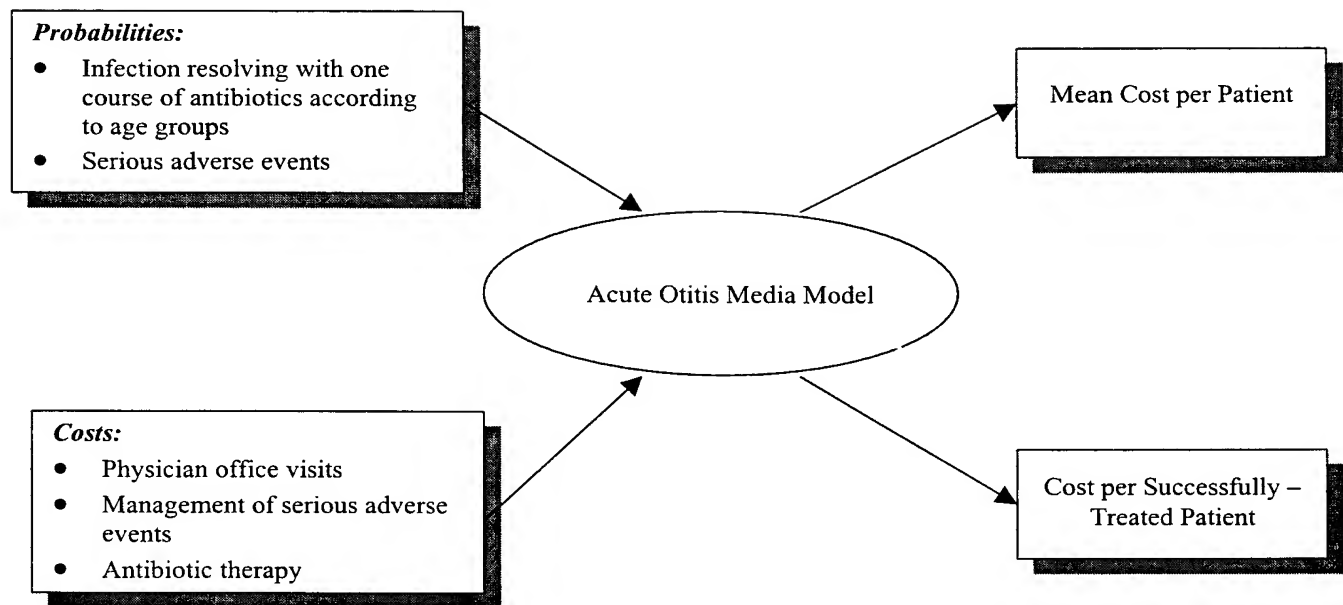 Probabilities:
● Infection resolving with one
course of antibiotics according
to age groups
● Serious adverse events
Mean Cost per Patient
Acute Otitis Media Model
Costs:
● Physician office visits
● Management of serious adverse
events
● Antibiotic therapy
Cost per Successfully –
Treated Patient